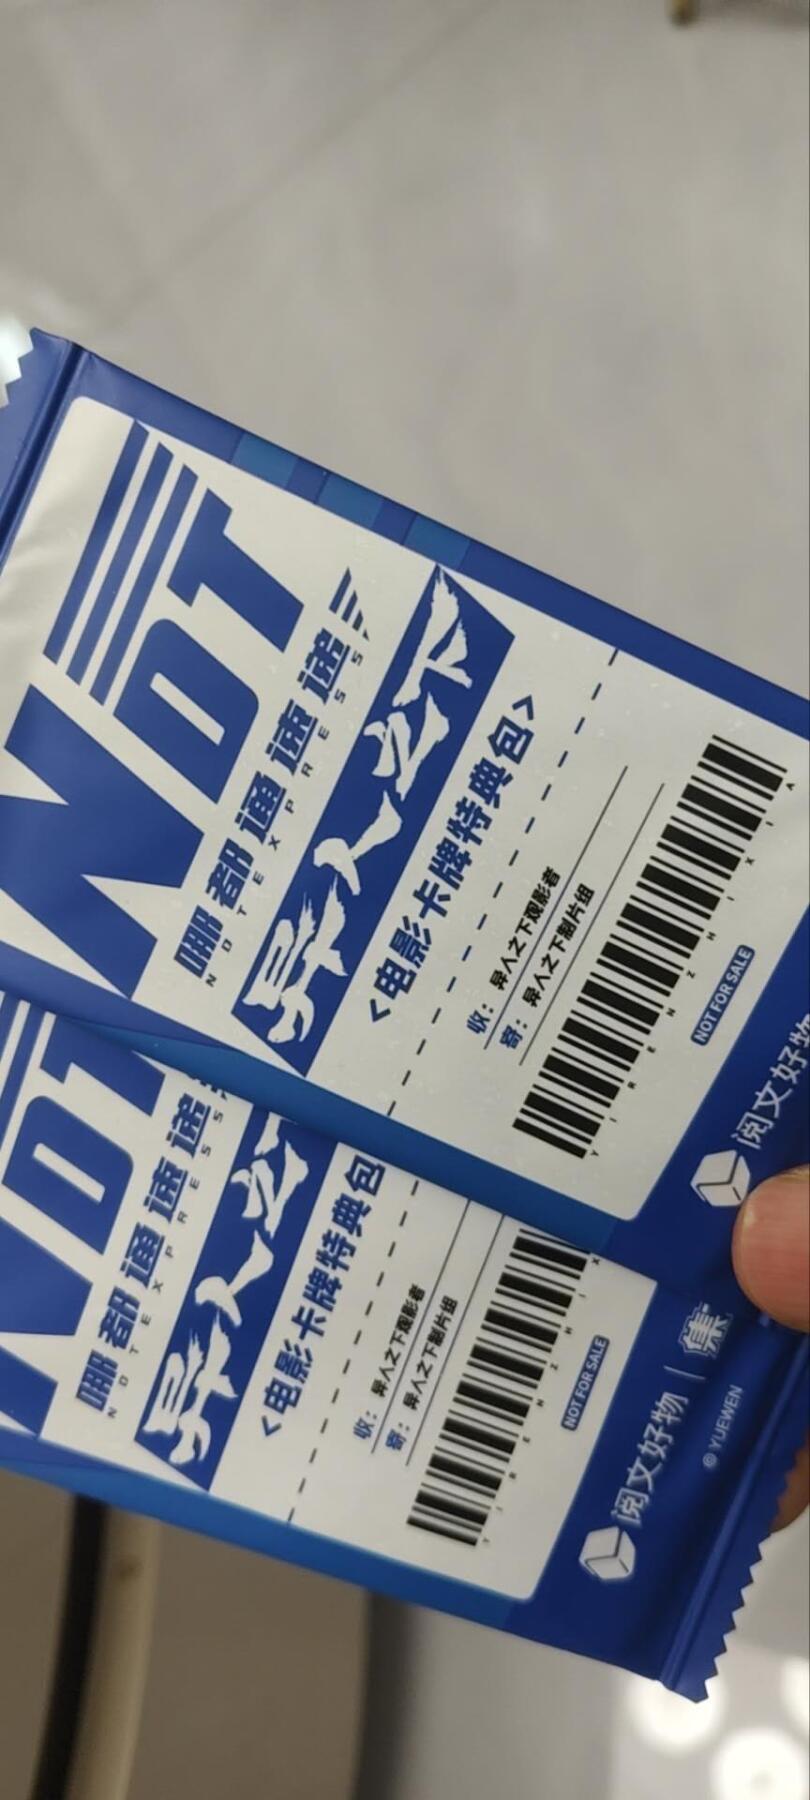 NDT
哪都通速递
NDTEXPRESS
异人之下
<电影卡牌特典包>
收：异人之下观影者
寄：异人之下制片组
YIRENZHIXIA
NOT FOR SALE
阅文好物
NDT
哪都通速递
NDTEXPRESS
异人之
<电影卡牌特典包
收：异人之下观影者
寄：异人之下制片组
YIRENZHIX
NOT FOR SALE
阅文好物 | 集
© YUEWEN